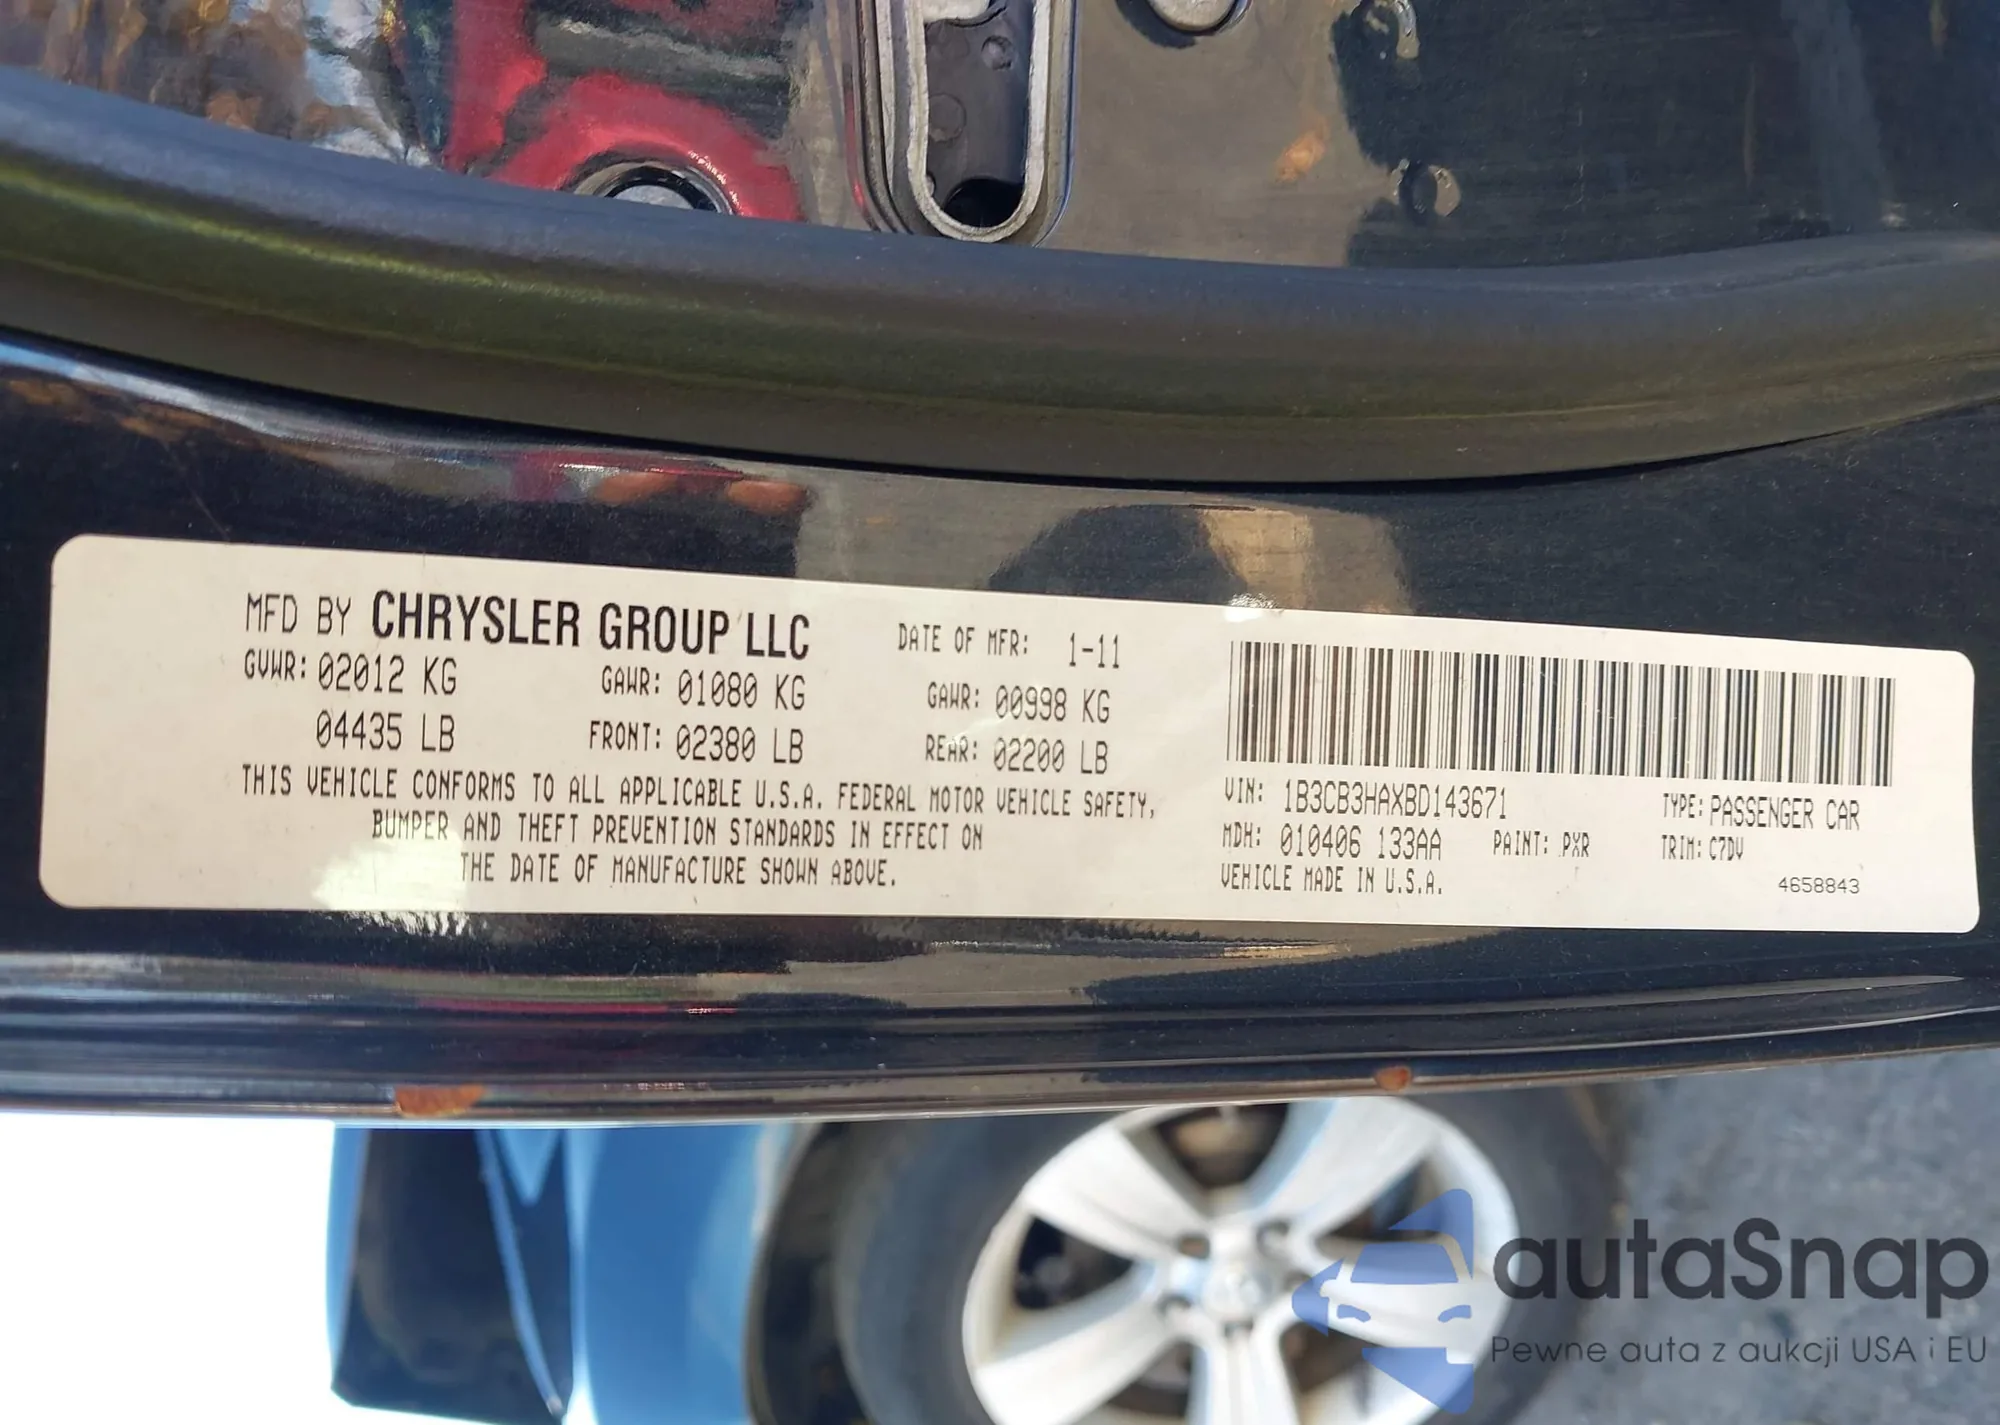 MFD BY CHRYSLER GROUP LLC DATE OF MFR: 1-11
GVWR: 02012 KG GAWR: 01080 KG GAWR: 00998 KG
04435 LB FRONT: 02380 LB REAR: 02200 LB
THIS VEHICLE CONFORMS TO ALL APPLICABLE U.S.A. FEDERAL MOTOR VEHICLE SAFETY,
BUMPER AND THEFT PREVENTION STANDARDS IN EFFECT ON
THE DATE OF MANUFACTURE SHOWN ABOVE.
VIN: 1B3CB3HAXBD143671 TYPE: PASSENGER CAR
MDH: 010406 133AA PAINT: PXR TRIM: C7DV
VEHICLE MADE IN U.S.A.
4658843
autaSnap
Pewne auta z aukcji USA i EU